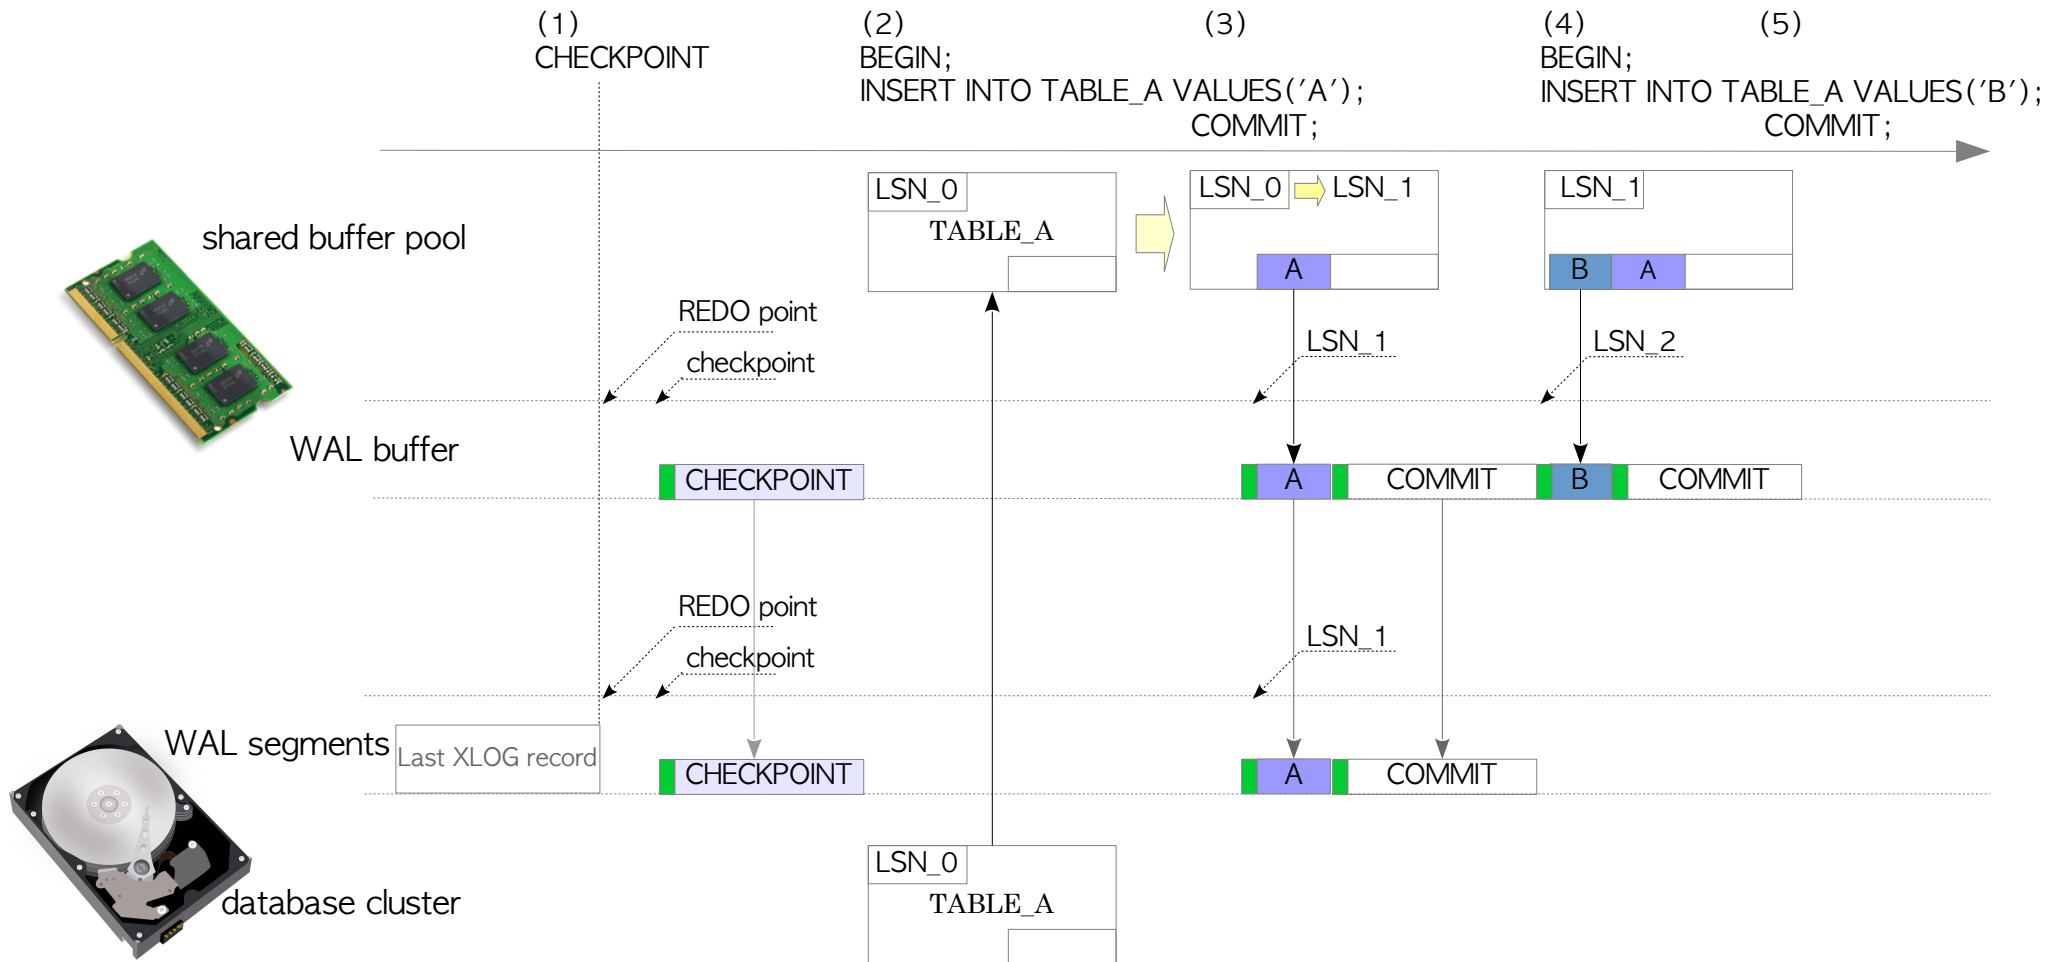 (1)
CHECKPOINT
(2)
BEGIN;
INSERT INTO TABLE_A VALUES('A');
(3)
COMMIT;
(4)
BEGIN;
INSERT INTO TABLE_A VALUES('B');
(5)
COMMIT;
shared buffer pool
LSN_0
TABLE_A
LSN_0 LSN_1
A
LSN_1
B A
REDO point
checkpoint
LSN_1
LSN_2
WAL buffer
CHECKPOINT
A COMMIT B COMMIT
REDO point
checkpoint
LSN_1
WAL segments
Last XLOG record
CHECKPOINT
A COMMIT
database cluster
LSN_0
TABLE_A